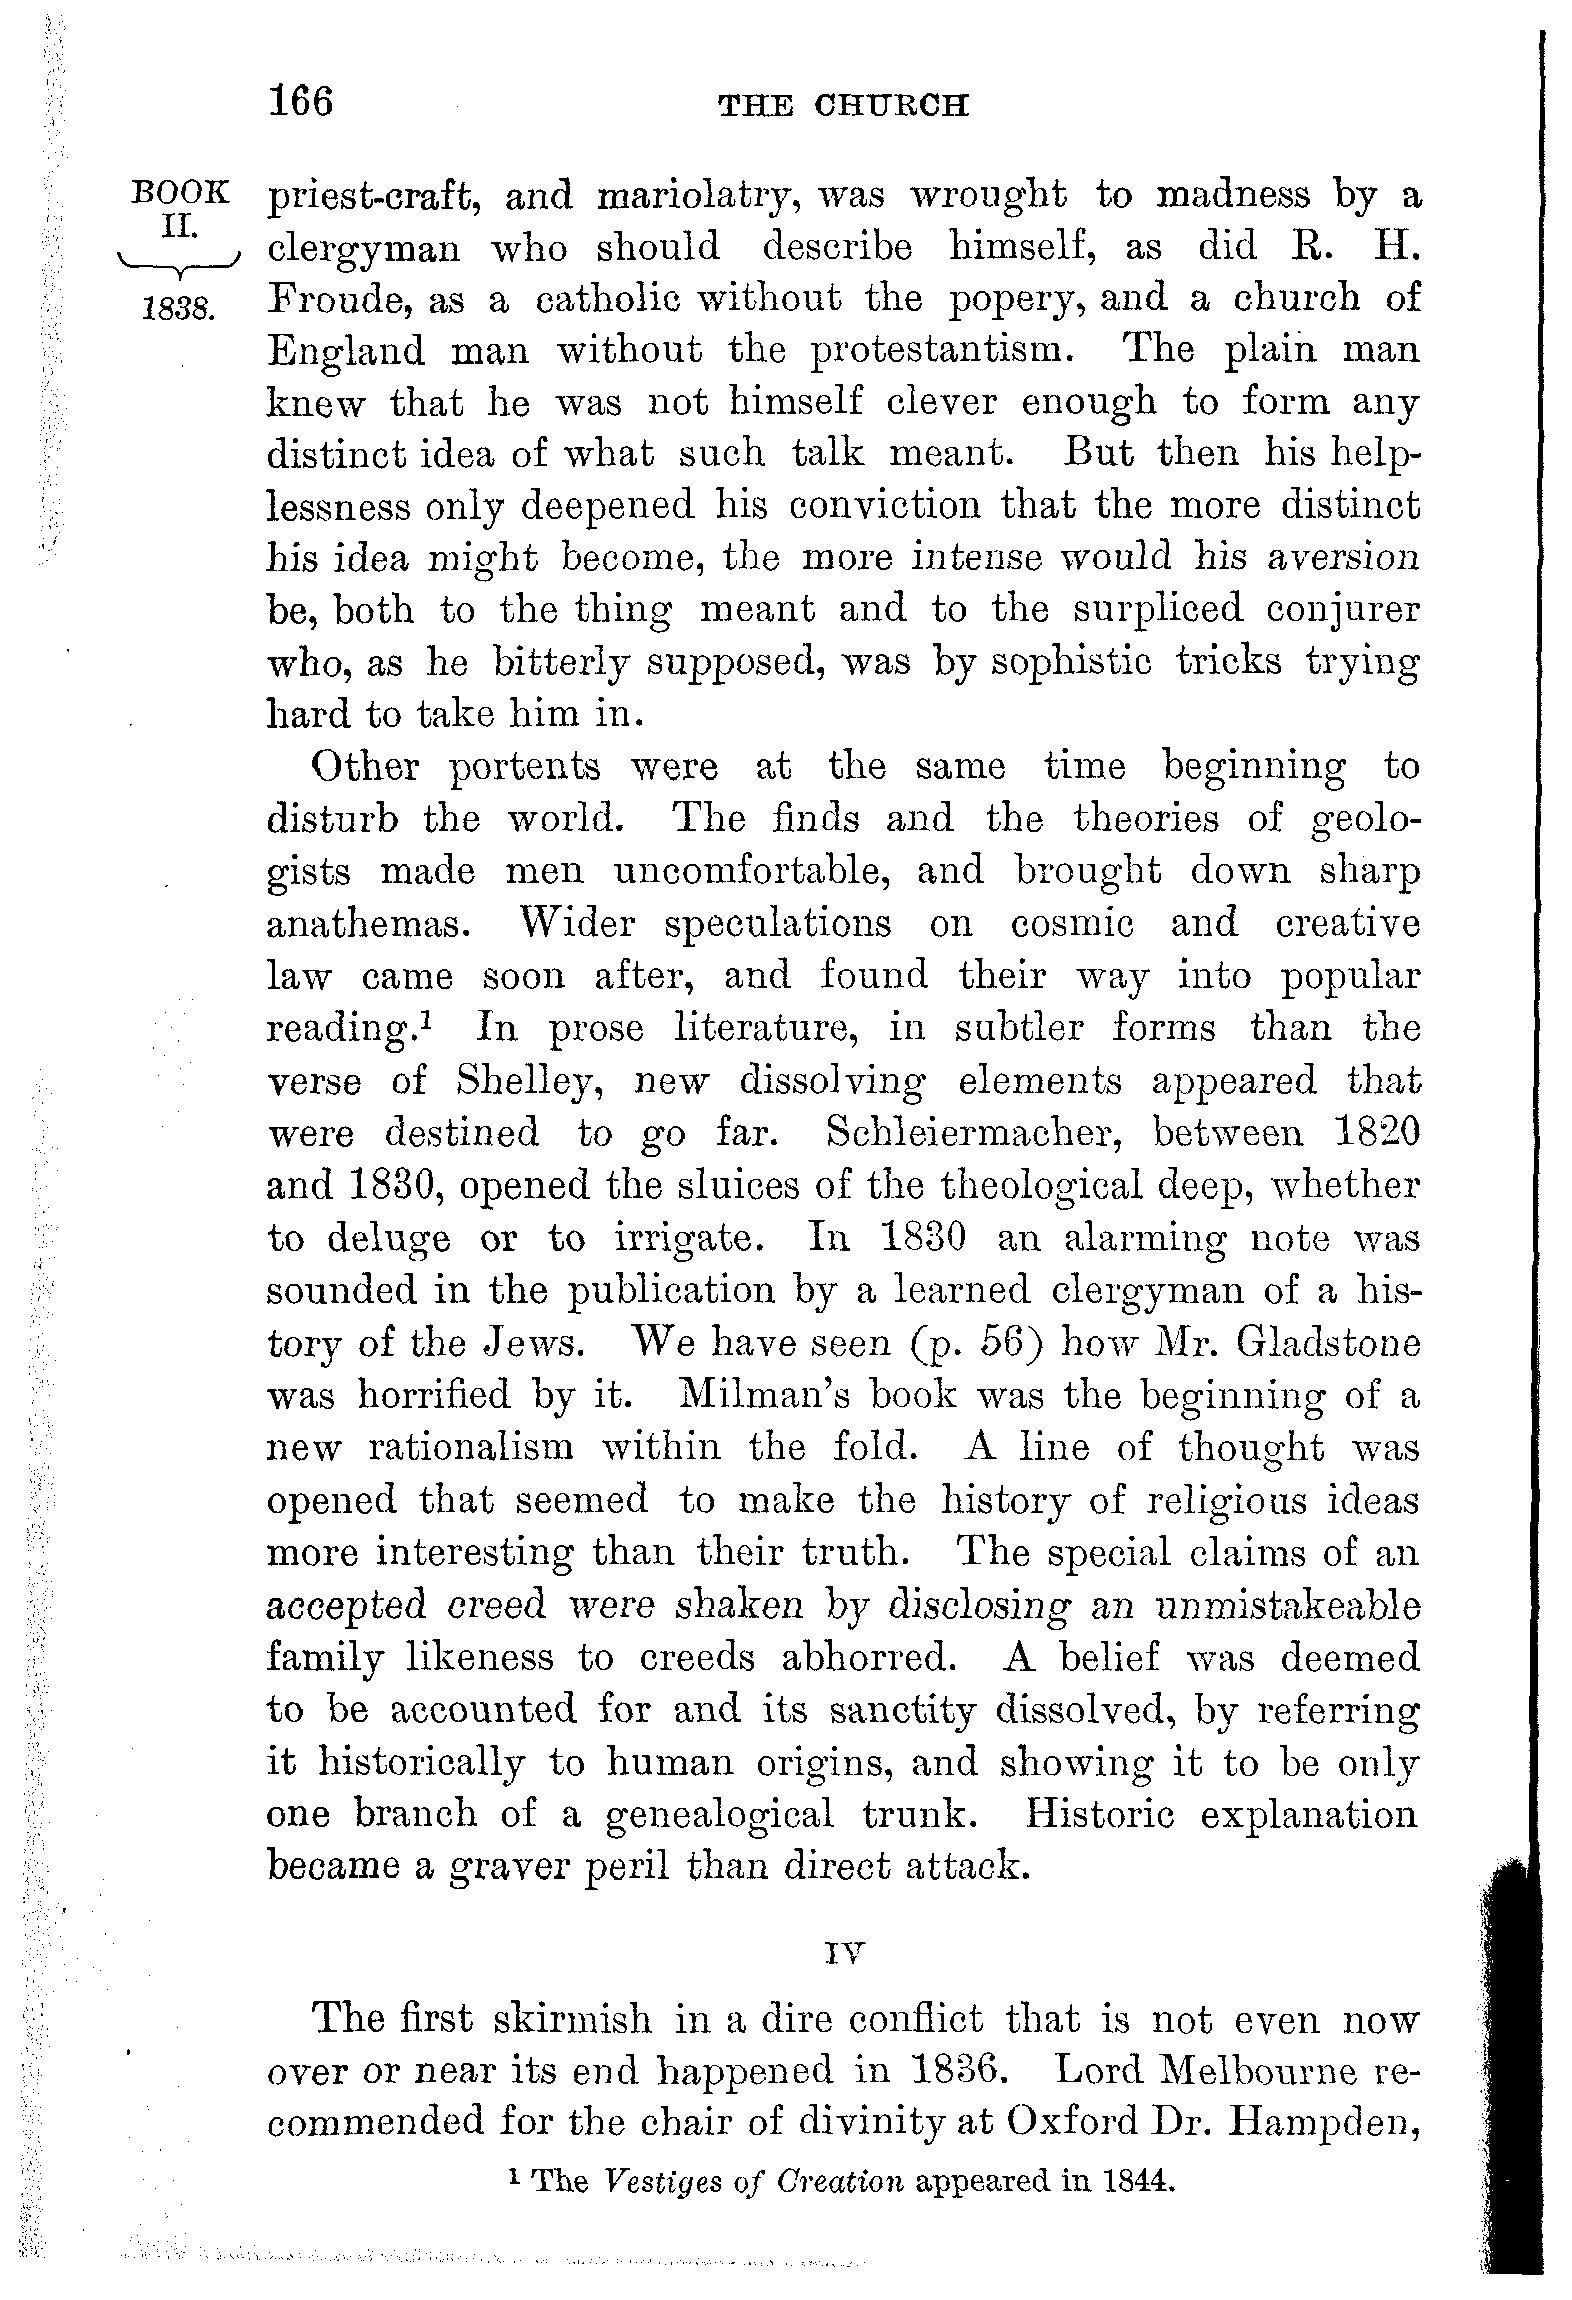 166 THE CHURCH
BOOK
II.
1838.
priest-craft, and mariolatry, was wrought to madness by a
clergyman who should describe himself, as did R. H.
Froude, as a catholic without the popery, and a church of
England man without the protestantism. The plain man
knew that he was not himself clever enough to form any
distinct idea of what such talk meant. But then his help-
lessness only deepened his conviction that the more distinct
his idea might become, the more intense would his aversion
be, both to the thing meant and to the surpliced conjurer
who, as he bitterly supposed, was by sophistic tricks trying
hard to take him in.
Other portents were at the same time beginning to
disturb the world. The finds and the theories of geolo-
gists made men uncomfortable, and brought down sharp
anathemas. Wider speculations on cosmic and creative
law came soon after, and found their way into popular
reading.¹ In prose literature, in subtler forms than the
verse of Shelley, new dissolving elements appeared that
were destined to go far. Schleiermacher, between 1820
and 1830, opened the sluices of the theological deep, whether
to deluge or to irrigate. In 1830 an alarming note was
sounded in the publication by a learned clergyman of a his-
tory of the Jews. We have seen (p. 56) how Mr. Gladstone
was horrified by it. Milman's book was the beginning of a
new rationalism within the fold. A line of thought was
opened that seemed to make the history of religious ideas
more interesting than their truth. The special claims of an
accepted creed were shaken by disclosing an unmistakeable
family likeness to creeds abhorred. A belief was deemed
to be accounted for and its sanctity dissolved, by referring
it historically to human origins, and showing it to be only
one branch of a genealogical trunk. Historic explanation
became a graver peril than direct attack.
IV
The first skirmish in a dire conflict that is not even now
over or near its end happened in 1836. Lord Melbourne re-
commended for the chair of divinity at Oxford Dr. Hampden,
¹ The Vestiges of Creation appeared in 1844.